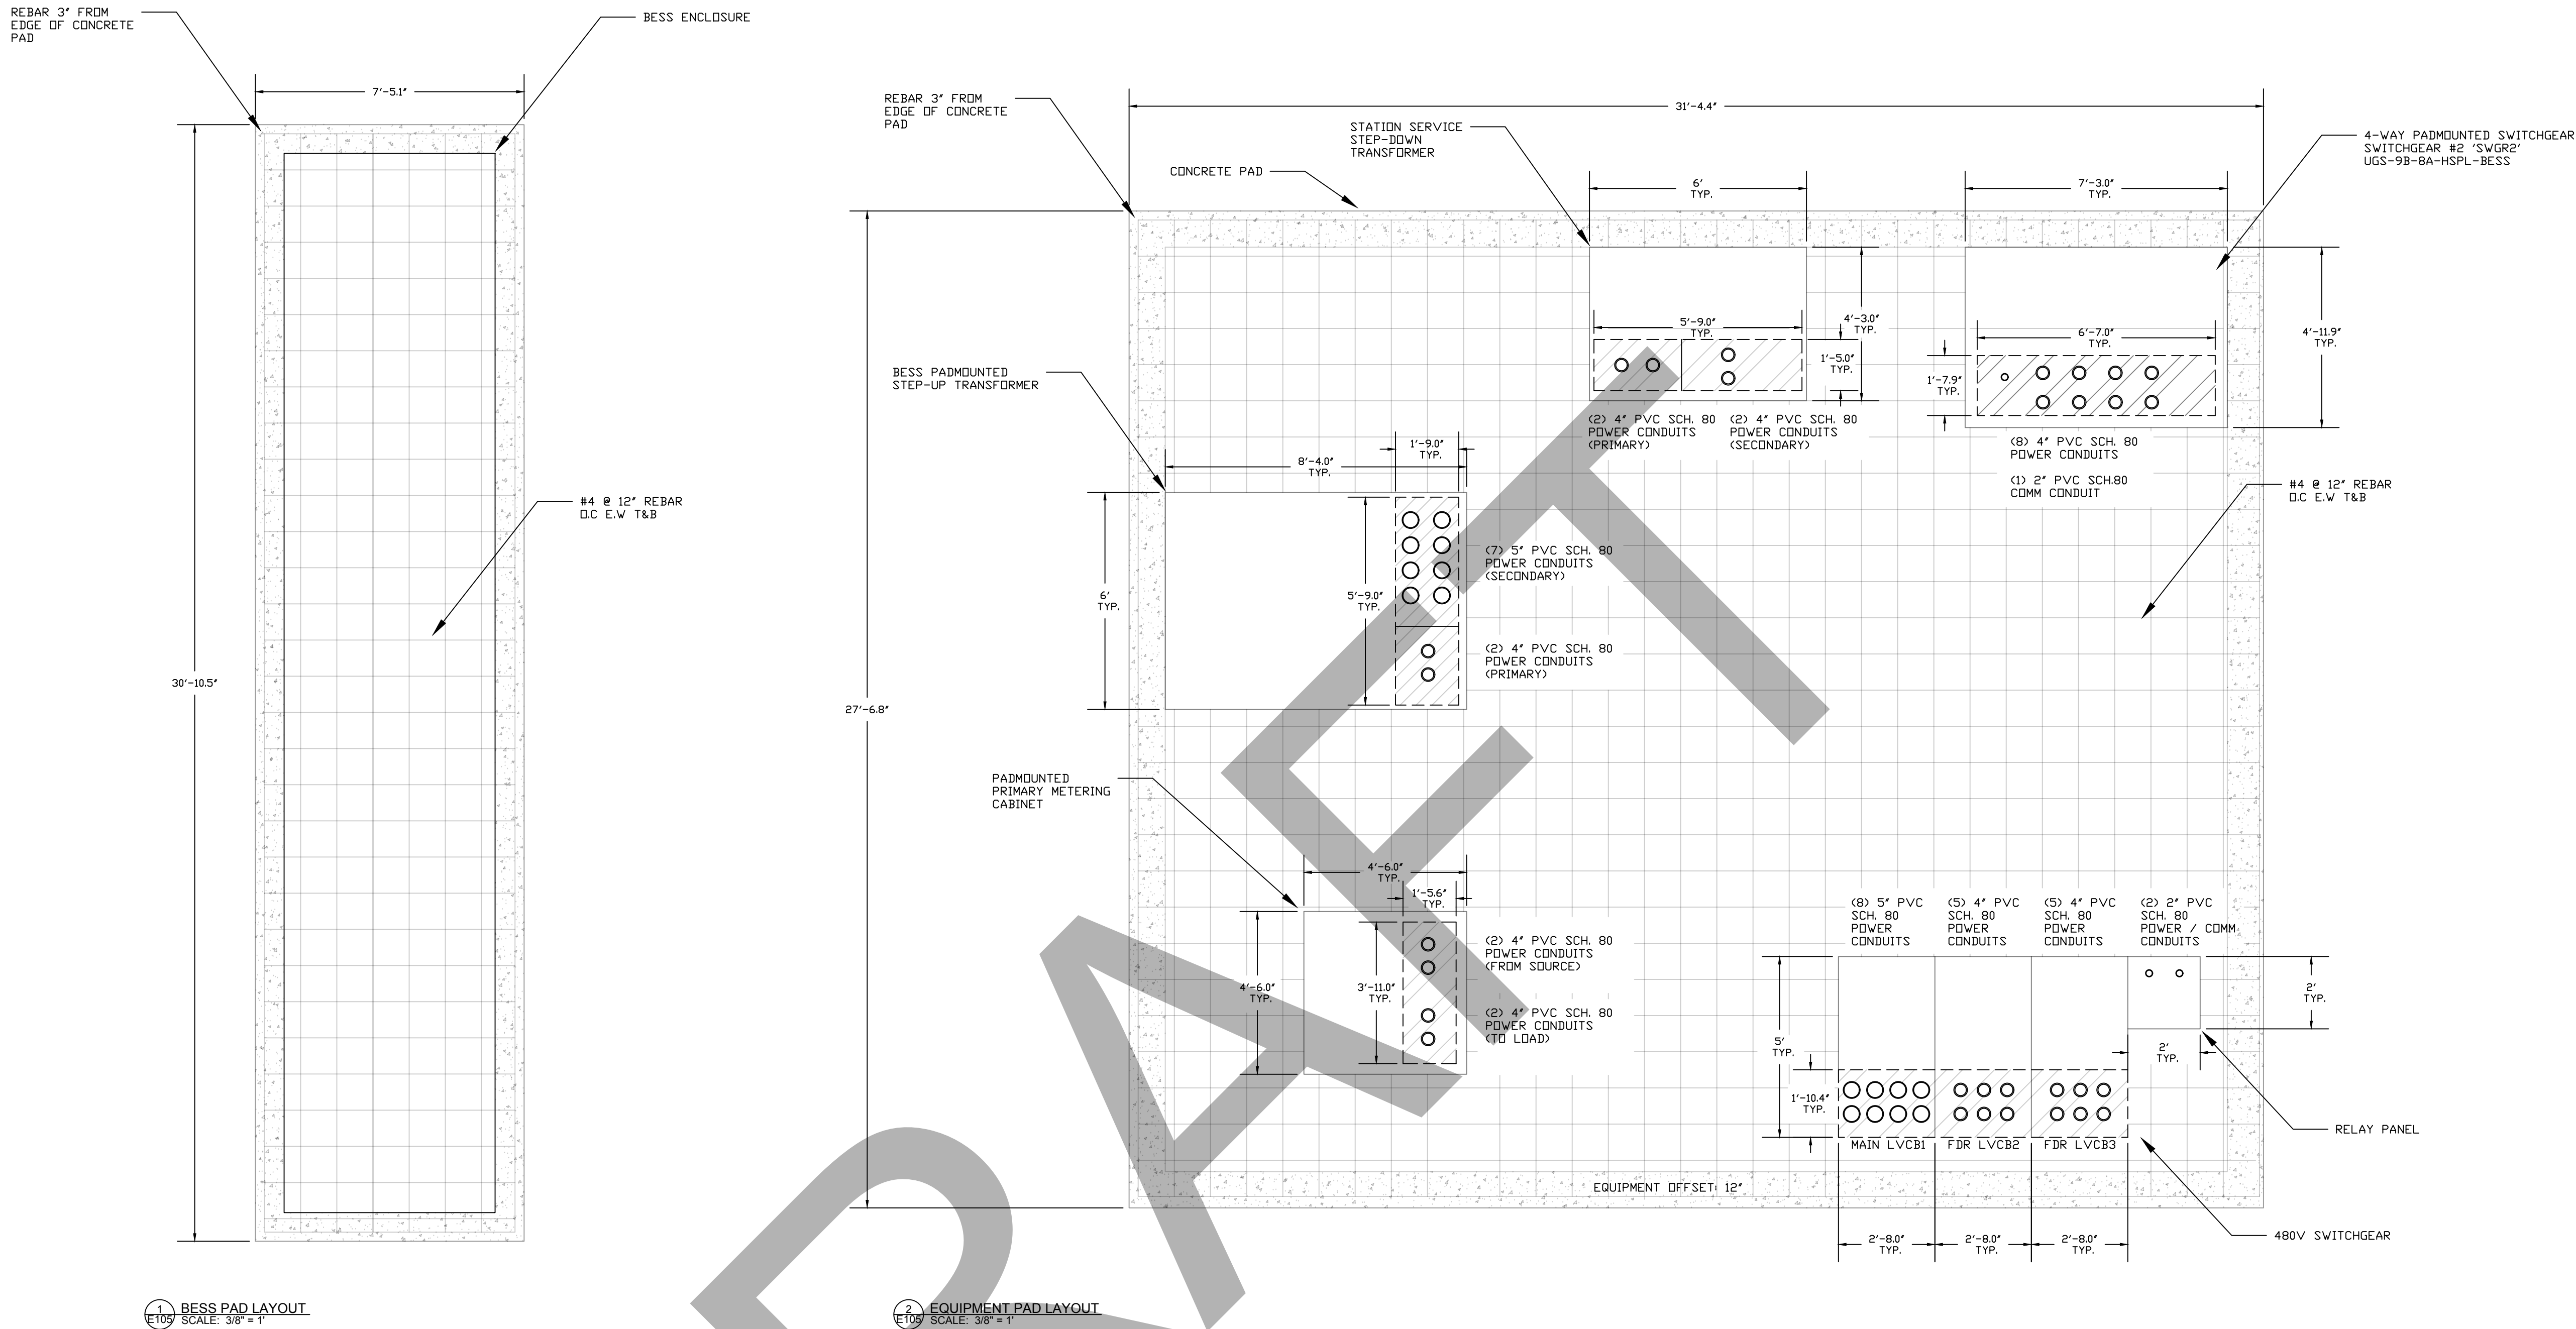 REBAR 3" FROM
EDGE OF CONCRETE
PAD
BESS ENCLOSURE
7'-5.1"
30'-10.5"
#4 @ 12" REBAR
O.C E.W T&B
1
E105
BESS PAD LAYOUT
SCALE: 3/8" = 1'
REBAR 3" FROM
EDGE OF CONCRETE
PAD
31'-4.4"
STATION SERVICE
STEP-DOWN
TRANSFORMER
CONCRETE PAD
4-WAY PADMOUNTED SWITCHGEAR
SWITCHGEAR #2 'SWGR2'
UGS-9B-8A-HSPL-BESS
6'
TYP.
7'-3.0"
TYP.
5'-9.0"
TYP.
4'-3.0"
TYP.
1'-5.0"
TYP.
6'-7.0"
TYP.
4'-11.9"
TYP.
1'-7.9"
TYP.
(2) 4" PVC SCH. 80
POWER CONDUITS
(PRIMARY)
(2) 4" PVC SCH. 80
POWER CONDUITS
(SECONDARY)
(8) 4" PVC SCH. 80
POWER CONDUITS
(1) 2" PVC SCH.80
COMM CONDUIT
#4 @ 12" REBAR
O.C E.W T&B
BESS PADMOUNTED
STEP-UP TRANSFORMER
1'-9.0"
TYP.
8'-4.0"
TYP.
6'
TYP.
5'-9.0"
TYP.
(7) 5" PVC SCH. 80
POWER CONDUITS
(SECONDARY)
(2) 4" PVC SCH. 80
POWER CONDUITS
(PRIMARY)
27'-6.8"
PADMOUNTED
PRIMARY METERING
CABINET
4'-6.0"
TYP.
1'-5.6"
TYP.
4'-6.0"
TYP.
3'-11.0"
TYP.
(2) 4" PVC SCH. 80
POWER CONDUITS
(FROM SOURCE)
(2) 4" PVC SCH. 80
POWER CONDUITS
(TO LOAD)
(8) 5" PVC
SCH. 80
POWER
CONDUITS
(5) 4" PVC
SCH. 80
POWER
CONDUITS
(5) 4" PVC
SCH. 80
POWER
CONDUITS
(2) 2" PVC
SCH. 80
POWER / COMM
CONDUITS
5'
TYP.
2'
TYP.
2'
TYP.
1'-10.4"
TYP.
MAIN LVCB1
FDR LVCB2
FDR LVCB3
RELAY PANEL
EQUIPMENT OFFSET: 12"
480V SWITCHGEAR
2'-8.0"
TYP.
2'-8.0"
TYP.
2'-8.0"
TYP.
2
E105
EQUIPMENT PAD LAYOUT
SCALE: 3/8" = 1'